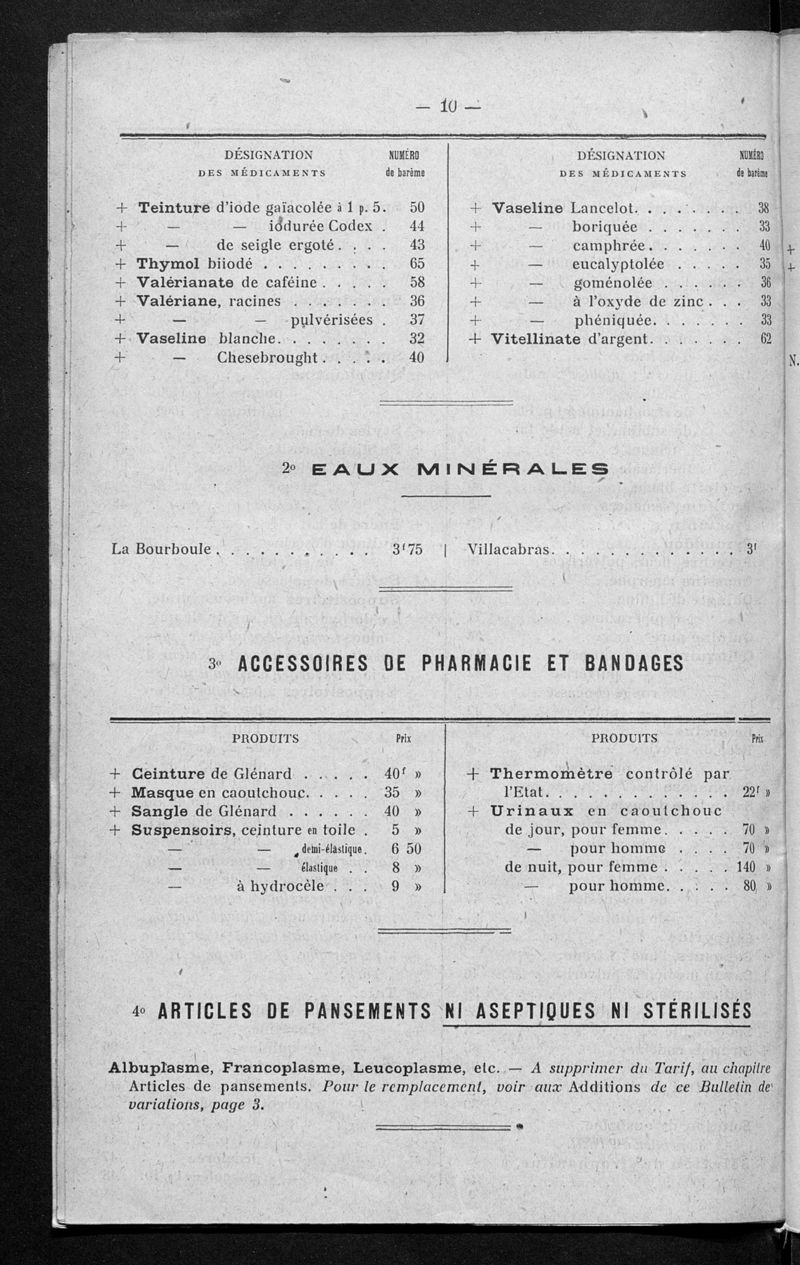 — 10 —
DÉSIGNATION NUMÉRO
DES MÉDICAMENTS de barème
+ Teinture d'iode gaïacolée à 1 p. 5. 50
+ — — iodurée Codex . 44
+ — de seigle ergoté . . . . 43
+ Thymol biiodé . . . . . . . . . 65
+ Valérianate de caféine . . . . . 58
+ Valériane, racines . . . . . . . 36
+ — — pulvérisées . 37
+ Vaseline blanche. . . . . . . . 32
+ — Chesebrought . . . . . 40
DÉSIGNATION NUMÉRO
DES MÉDICAMENTS de barème
+ Vaseline Lancelot. . . . . . . . 38
+ — boriquée . . . . . . . 33
+ — camphrée . . . . . . . 40
+ — eucalyptolée . . . . . 35
+ — goménolée . . . . . . 36
+ — à l'oxyde de zinc . . . 33
+ — phéniquée. . . . . . . 33
+ Vitellinate d'argent. . . . . . . 62
+
+
N.
2º EAUX MINÉRALES
La Bourboule . . . . . . . . . . . 3ᶠ75 | Villacabras. . . . . . . . . . . . . 3ᶠ
3º ACCESSOIRES DE PHARMACIE ET BANDAGES
PRODUITS Prix
+ Ceinture de Glénard . . . . . 40ᶠ »
+ Masque en caoutchouc. . . . . 35 »
+ Sangle de Glénard . . . . . . 40 »
+ Suspensoirs, ceinture en toile . 5 »
— — demi-élastique. 6 50
— — élastique . . 8 »
— à hydrocèle . . . 9 »
PRODUITS Prix
+ Thermomètre contrôlé par
l'Etat. . . . . . . . . . . . . 22ᶠ »
+ Urinaux en caoutchouc
de jour, pour femme. . . . . 70 »
— pour homme . . . . 70 »
de nuit, pour femme . . . . . 140 »
— pour homme. . . . . 80 »
4º ARTICLES DE PANSEMENTS NI ASEPTIQUES NI STÉRILISÉS
Albuplasme, Francoplasme, Leucoplasme, etc. — A supprimer du Tarif, au chapitre
Articles de pansements. Pour le remplacement, voir aux Additions de ce Bulletin de
variations, page 3.